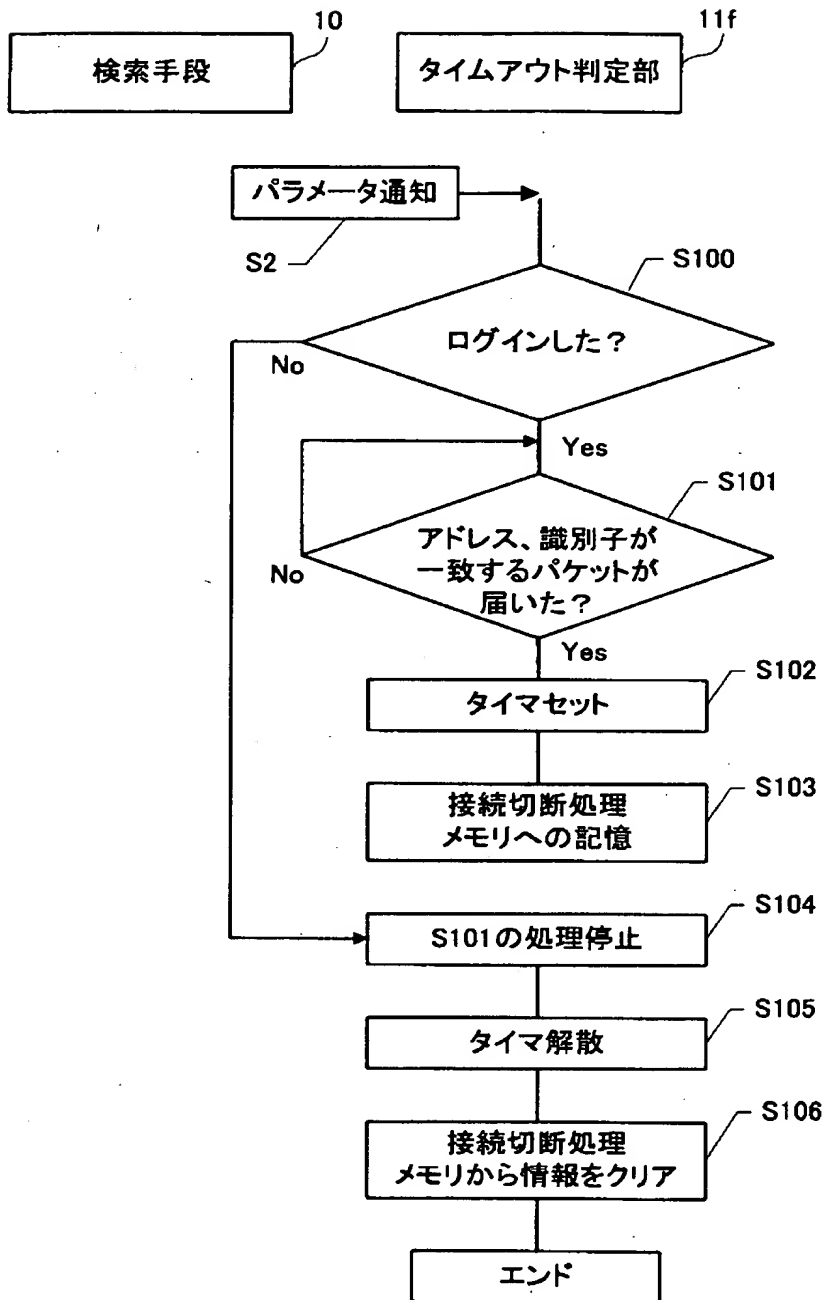 10
検索手段
11f
タイムアウト判定部
パラメータ通知
S2
S100
ログインした?
No
Yes
S101
アドレス、識別子が
一致するパケットが
届いた?
No
Yes
S102
タイマセット
S103
接続切断処理
メモリへの記憶
S104
S101の処理停止
S105
タイマ解散
S106
接続切断処理
メモリから情報をクリア
エンド